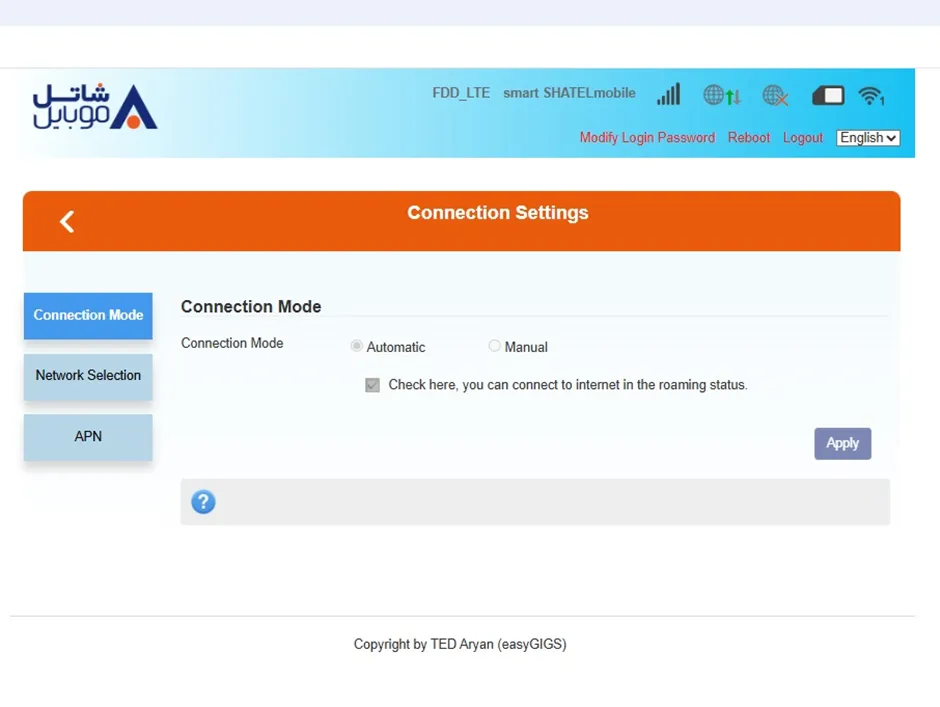 شاتل
موبایل
FDD_LTE smart SHATELmobile 1
Modify Login Password Reboot Logout English
Connection Settings
Connection Mode
Network Selection
APN
Connection Mode
Connection Mode Automatic Manual
Check here, you can connect to internet in the roaming status.
Apply
?
Copyright by TED Aryan (easyGIGS)